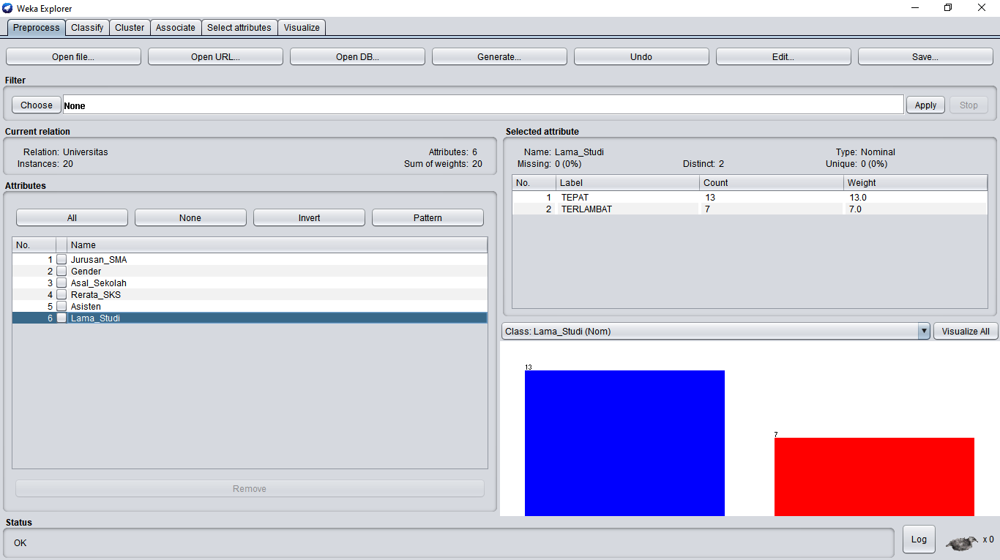 Weka Explorer
Preprocess Classify Cluster Associate Select attributes Visualize
Open file... Open URL... Open DB... Generate... Undo Edit... Save...
Filter
Choose None Apply Stop
Current relation
Relation: Universitas Attributes: 6
Instances: 20 Sum of weights: 20
Attributes
All None Invert Pattern
No. Name
1 Jurusan_SMA
2 Gender
3 Asal_Sekolah
4 Rerata_SKS
5 Asisten
6 Lama_Studi
Remove
Selected attribute
Name: Lama_Studi Type: Nominal
Missing: 0 (0%) Distinct: 2 Unique: 0 (0%)
No. Label Count Weight
1 TEPAT 13 13.0
2 TERLAMBAT 7 7.0
Class: Lama_Studi (Nom) Visualize All
13
7
Status
OK
Log x 0